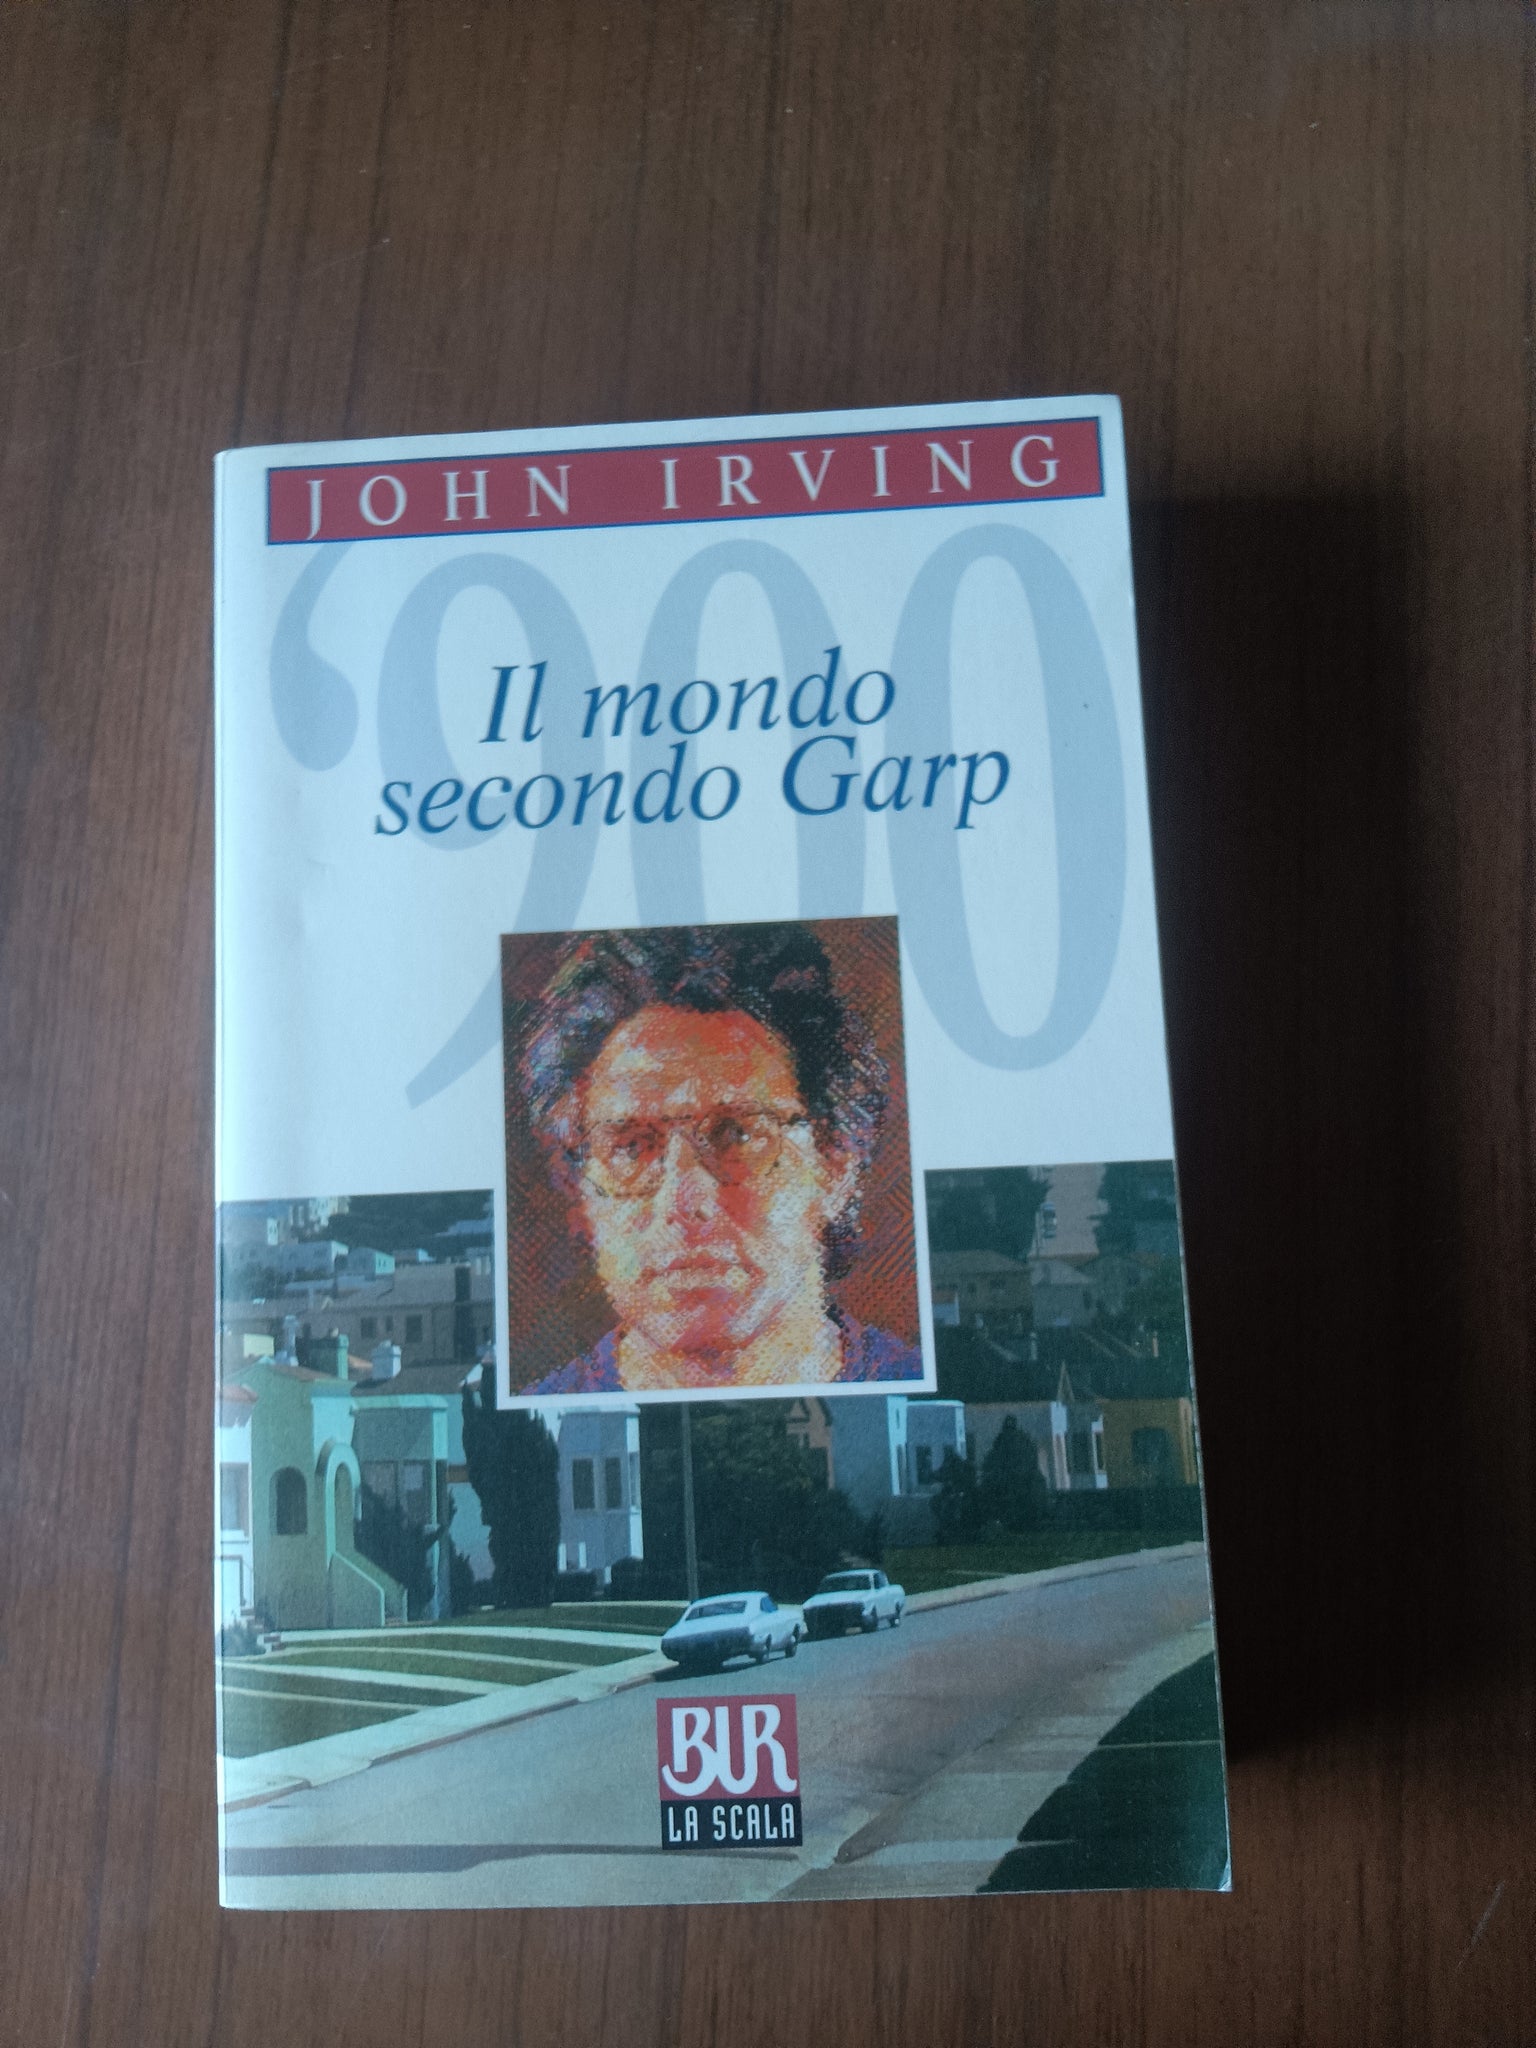 JOHN IRVING
'900
Il mondo
secondo Garp
BUR
LA SCALA